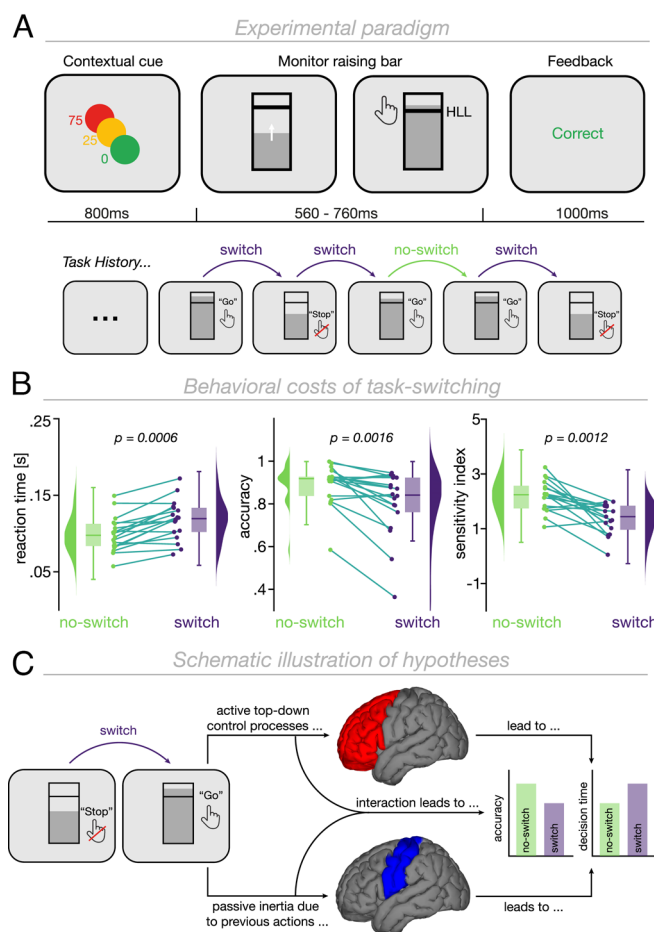 A
Experimental paradigm
Contextual cue
Monitor raising bar
Feedback
75
25
0
HLL
Correct
800ms
560 - 760ms
1000ms
Task History...
switch
switch
no-switch
switch
...
"Go"
"Stop"
"Go"
"Go"
"Stop"
B
Behavioral costs of task-switching
reaction time [s]
.25
.15
.05
p = 0.0006
no-switch
switch
accuracy
1
.8
.6
.4
p = 0.0016
no-switch
switch
sensitivity index
5
3
1
-1
p = 0.0012
no-switch
switch
C
Schematic illustration of hypotheses
switch
"Stop"
"Go"
active top-down
control processes ...
lead to ...
interaction leads to ...
passive inertia due
to previous actions ...
leads to ...
accuracy
no-switch
switch
decision time
no-switch
switch